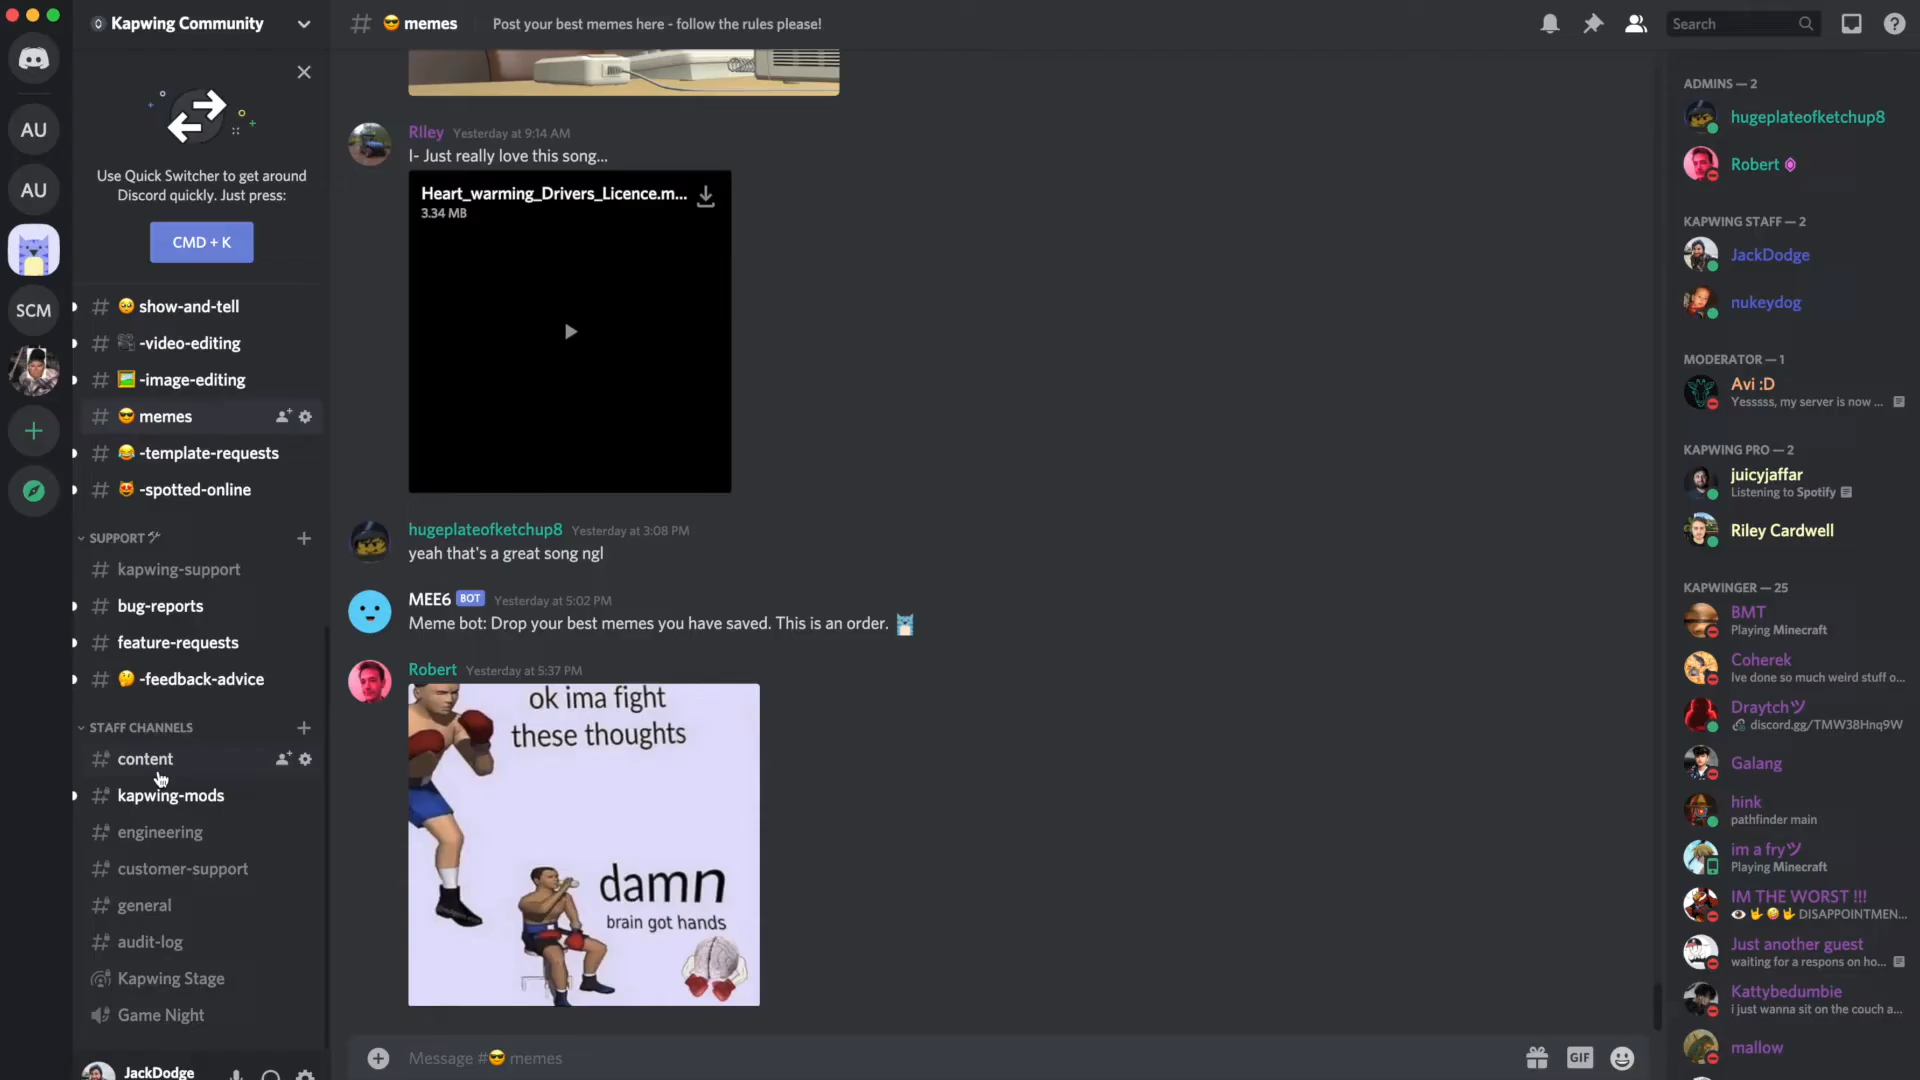 Kapwing Community
Use Quick Switcher to get around
Discord quickly. Just press:
CMD + K
AU
AU
SCM
# 🥺 show-and-tell
# 🎥 -video-editing
# 🖼️ -image-editing
# 😎 memes
# 😂 -template-requests
# 😻 -spotted-online
SUPPORT 🛠
# kapwing-support
# bug-reports
# feature-requests
# 🤔 -feedback-advice
STAFF CHANNELS
# content
# kapwing-mods
# engineering
# customer-support
# general
# audit-log
Kapwing Stage
Game Night
JackDodge
# 😎 memes
Post your best memes here - follow the rules please!
Search
RIley Yesterday at 9:14 AM
I- Just really love this song...
Heart_warming_Drivers_Licence.m...
3.34 MB
hugeplateofketchup8 Yesterday at 3:08 PM
yeah that's a great song ngl
MEE6 BOT Yesterday at 5:02 PM
Meme bot: Drop your best memes you have saved. This is an order.
Robert Yesterday at 5:37 PM
ok ima fight
these thoughts
damn
brain got hands
Message #😎 memes
GIF
ADMINS — 2
hugeplateofketchup8
Robert
KAPWING STAFF — 2
JackDodge
nukeydog
MODERATOR — 1
Avi :D
Yesssss, my server is now ...
KAPWING PRO — 2
juicyjaffar
Listening to Spotify
Riley Cardwell
KAPWINGER — 25
BMT
Playing Minecraft
Coherek
Ive done so much weird stuff o...
Draytchツ
discord.gg/TMW38Hnq9W
Galang
hink
pathfinder main
im a fryツ
Playing Minecraft
IM THE WORST !!!
👁 🤟 🤪 🤟 DISAPPOINTMEN...
Just another guest
waiting for a respons on ho...
Kattybedumbie
i just wanna sit on the couch a...
mallow